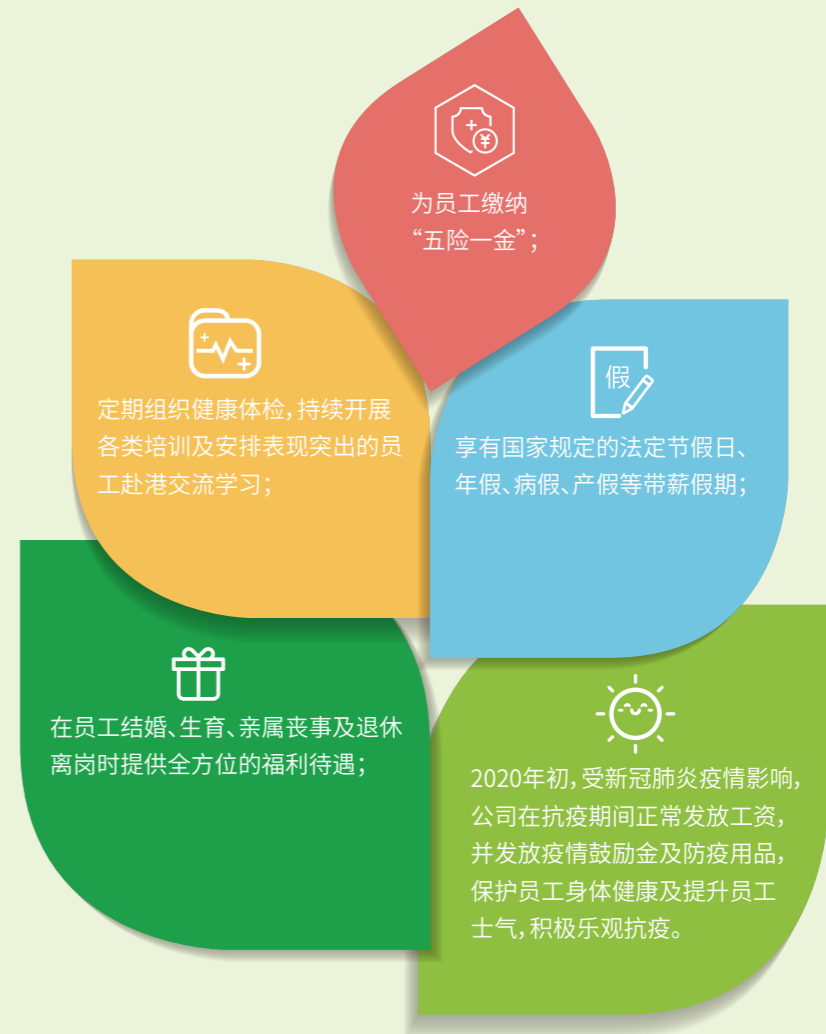 为员工缴纳
“五险一金”；
定期组织健康体检，持续开展
各类培训及安排表现突出的员
工赴港交流学习；
假
享有国家规定的法定节假日、
年假、病假、产假等带薪假期；
在员工结婚、生育、亲属丧事及退休
离岗时提供全方位的福利待遇；
2020年初，受新冠肺炎疫情影响，
公司在抗疫期间正常发放工资，
并发放疫情鼓励金及防疫用品，
保护员工身体健康及提升员工
士气，积极乐观抗疫。